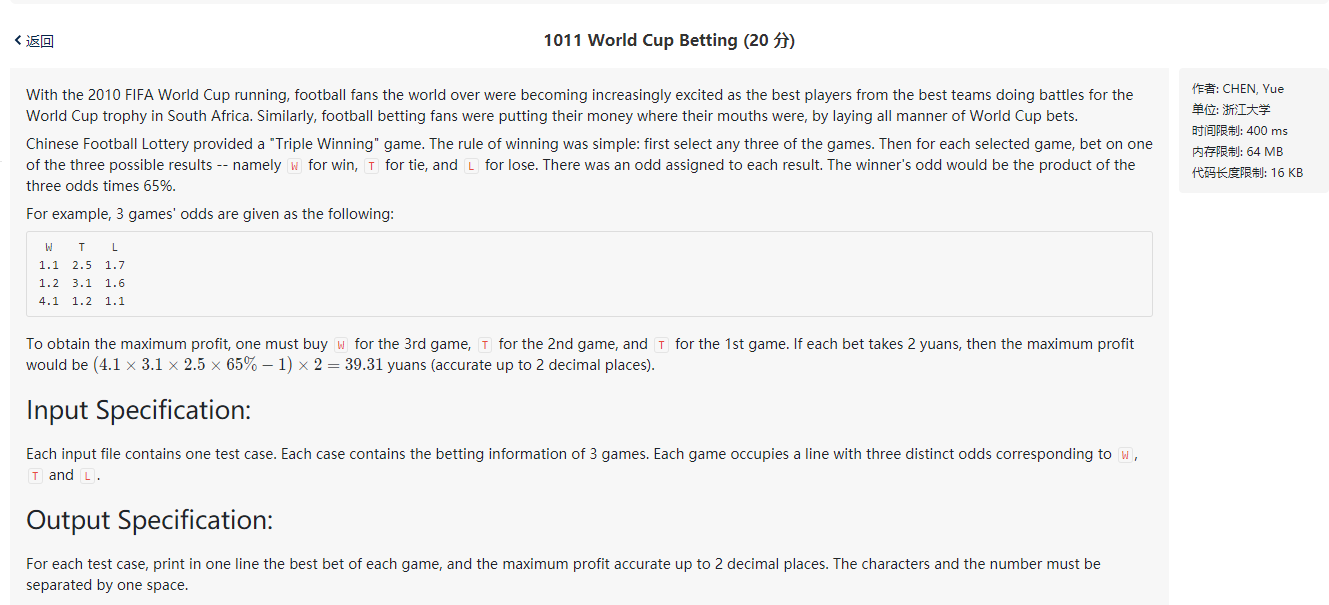 返回
1011 World Cup Betting (20 分)
With the 2010 FIFA World Cup running, football fans the world over were becoming increasingly excited as the best players from the best teams doing battles for the
World Cup trophy in South Africa. Similarly, football betting fans were putting their money where their mouths were, by laying all manner of World Cup bets.
Chinese Football Lottery provided a "Triple Winning" game. The rule of winning was simple: first select any three of the games. Then for each selected game, bet on one
of the three possible results -- namely W for win, T for tie, and L for lose. There was an odd assigned to each result. The winner's odd would be the product of the
three odds times 65%.
For example, 3 games' odds are given as the following:
W T L
1.1 2.5 1.7
1.2 3.1 1.6
4.1 1.2 1.1
To obtain the maximum profit, one must buy W for the 3rd game, T for the 2nd game, and T for the 1st game. If each bet takes 2 yuans, then the maximum profit
would be (4.1 × 3.1 × 2.5 × 65% − 1) × 2 = 39.31 yuans (accurate up to 2 decimal places).
Input Specification:
Each input file contains one test case. Each case contains the betting information of 3 games. Each game occupies a line with three distinct odds corresponding to W,
T and L.
Output Specification:
For each test case, print in one line the best bet of each game, and the maximum profit accurate up to 2 decimal places. The characters and the number must be
separated by one space.
作者: CHEN, Yue
单位: 浙江大学
时间限制: 400 ms
内存限制: 64 MB
代码长度限制: 16 KB